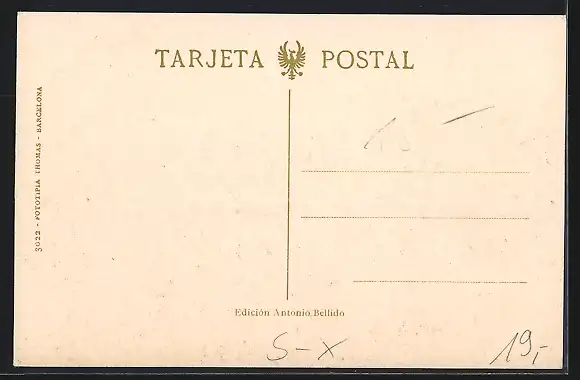 TARJETA POSTAL
3022 - FOTOTIPIA THOMAS - BARCELONA
Edición Antonio Bellido
S-X
19,-